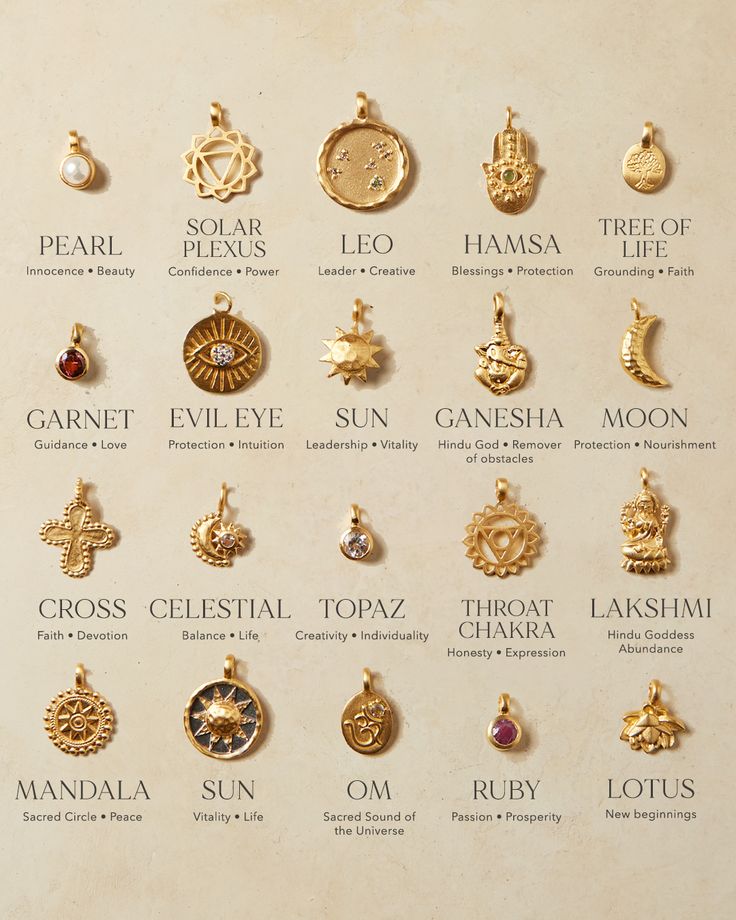 PEARL
Innocence • Beauty
SOLAR
PLEXUS
Confidence • Power
LEO
Leader • Creative
HAMSA
Blessings • Protection
TREE OF
LIFE
Grounding • Faith
GARNET
Guidance • Love
EVIL EYE
Protection • Intuition
SUN
Leadership • Vitality
GANESHA
Hindu God • Remover
of obstacles
MOON
Protection • Nourishment
CROSS
Faith • Devotion
CELESTIAL
Balance • Life
TOPAZ
Creativity • Individuality
THROAT
CHAKRA
Honesty • Expression
LAKSHMI
Hindu Goddess
Abundance
MANDALA
Sacred Circle • Peace
SUN
Vitality • Life
OM
Sacred Sound of
the Universe
RUBY
Passion • Prosperity
LOTUS
New beginnings
ॐ